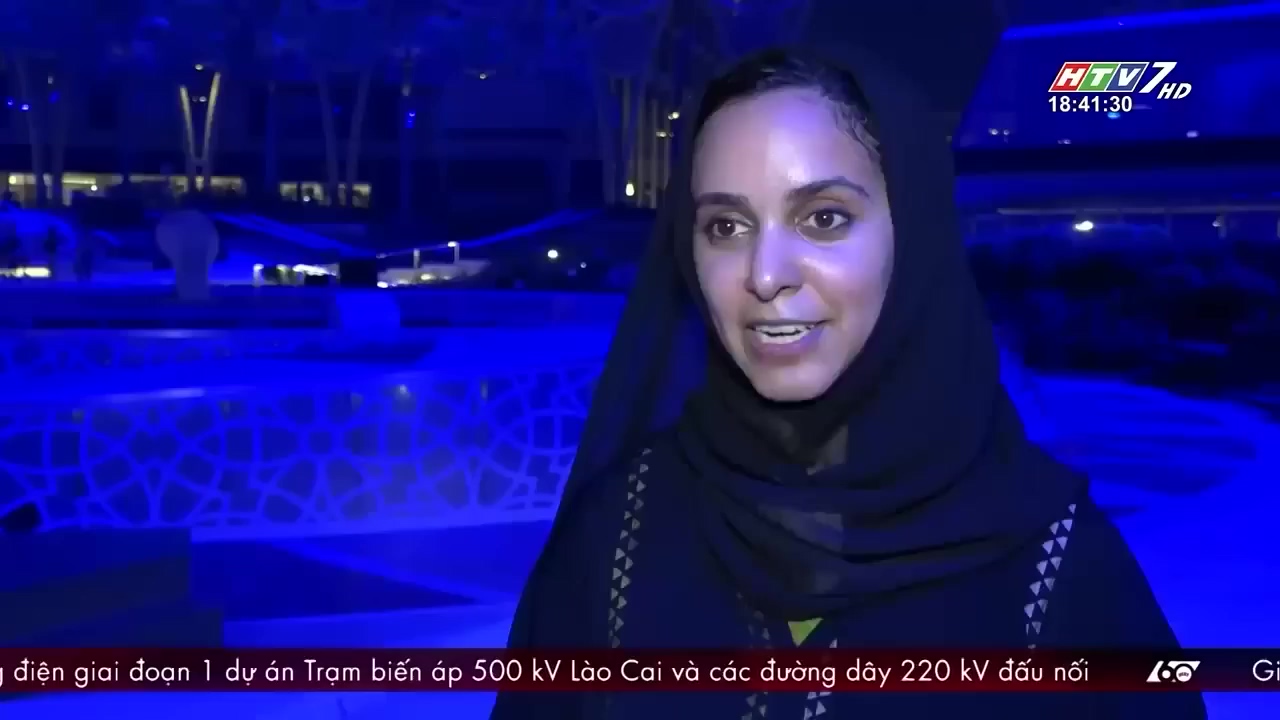 HTV7 HD
18:41:30
g điện giai đoạn 1 dự án Trạm biến áp 500 kV Lào Cai và các đường dây 220 kV đấu nối 60 Gi